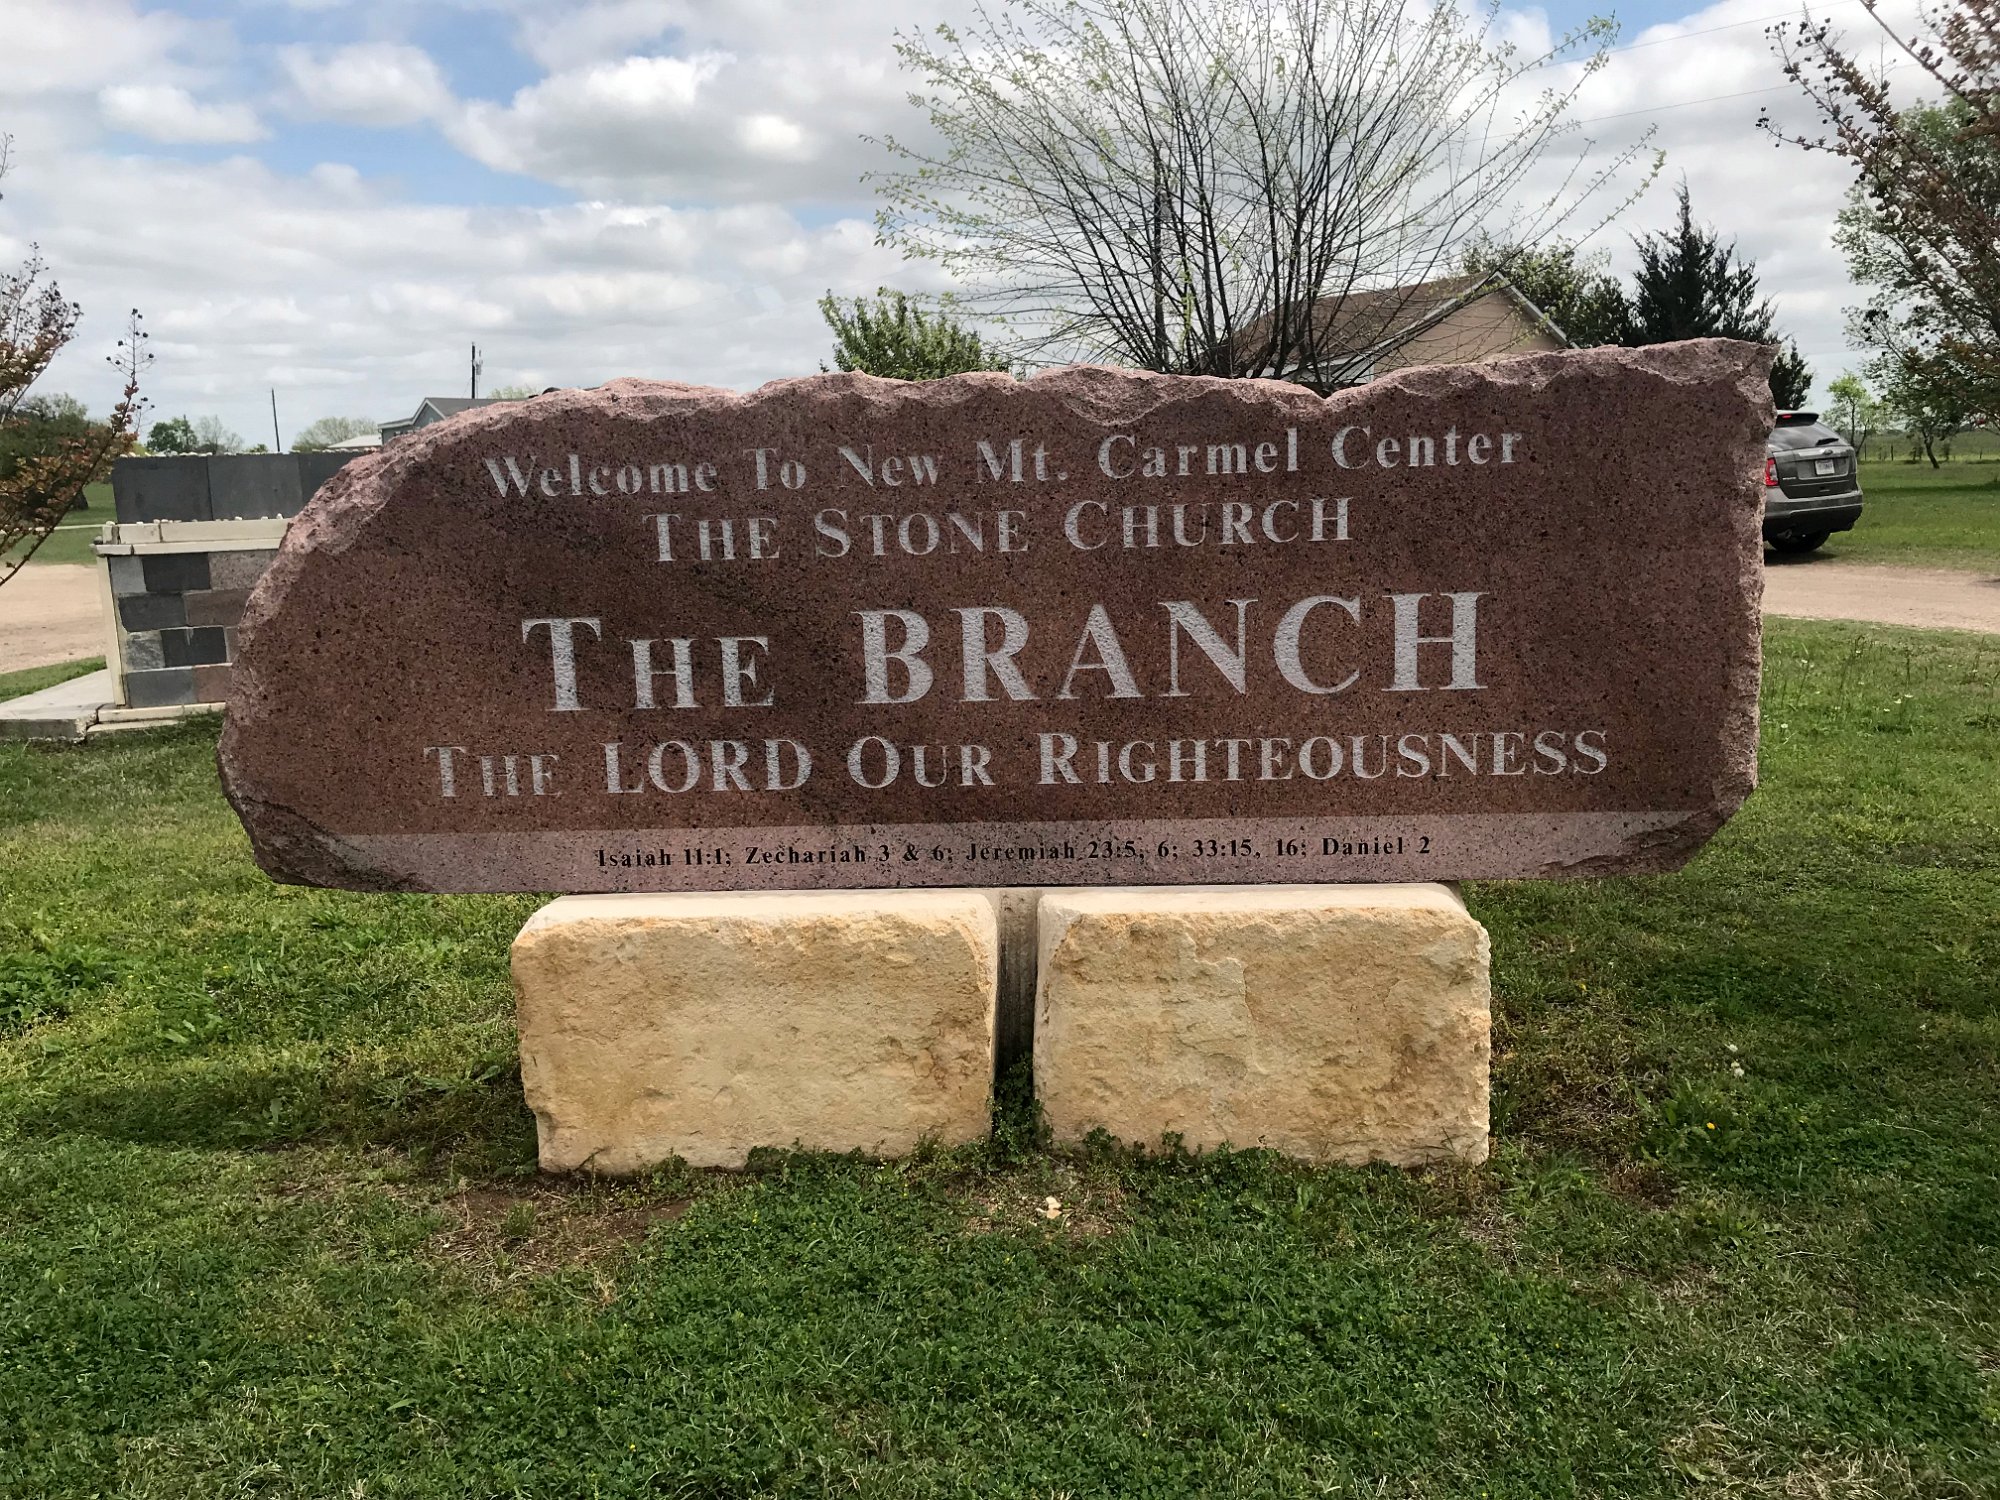 Welcome To New Mt. Carmel Center
THE STONE CHURCH
THE BRANCH
THE LORD OUR RIGHTEOUSNESS
Isaiah 11:1; Zechariah 3 & 6; Jeremiah 23:5, 6; 33:15, 16; Daniel 2